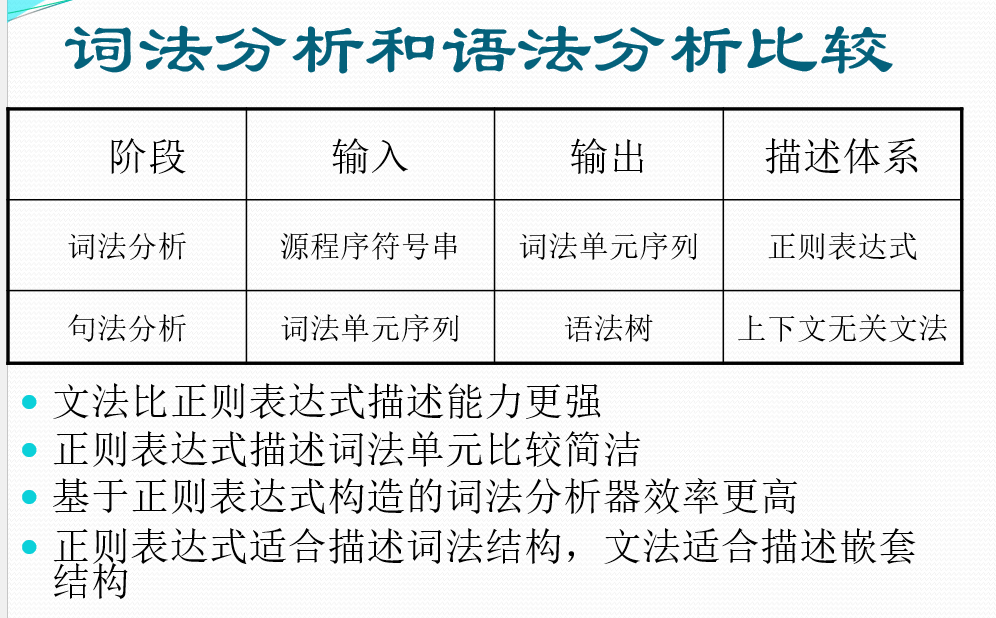 词法分析和语法分析比较
阶段 输入 输出 描述体系
词法分析 源程序符号串 词法单元序列 正则表达式
句法分析 词法单元序列 语法树 上下文无关文法
文法比正则表达式描述能力更强
正则表达式描述词法单元比较简洁
基于正则表达式构造的词法分析器效率更高
正则表达式适合描述词法结构，文法适合描述嵌套
结构